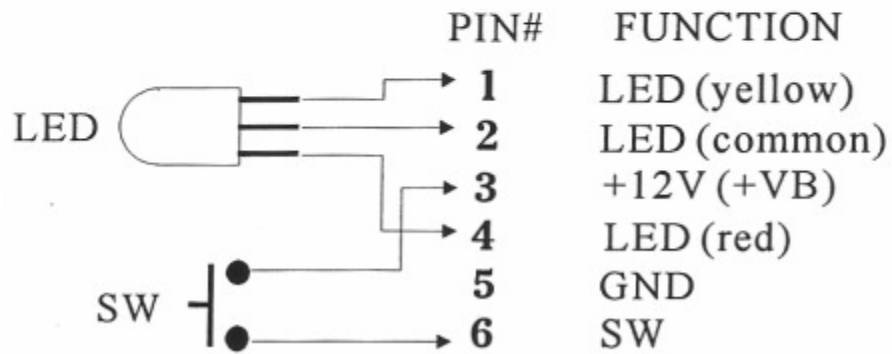 PIN# FUNCTION
1 LED (yellow)
LED 2 LED (common)
3 +12V (+VB)
4 LED (red)
5 GND
SW 6 SW